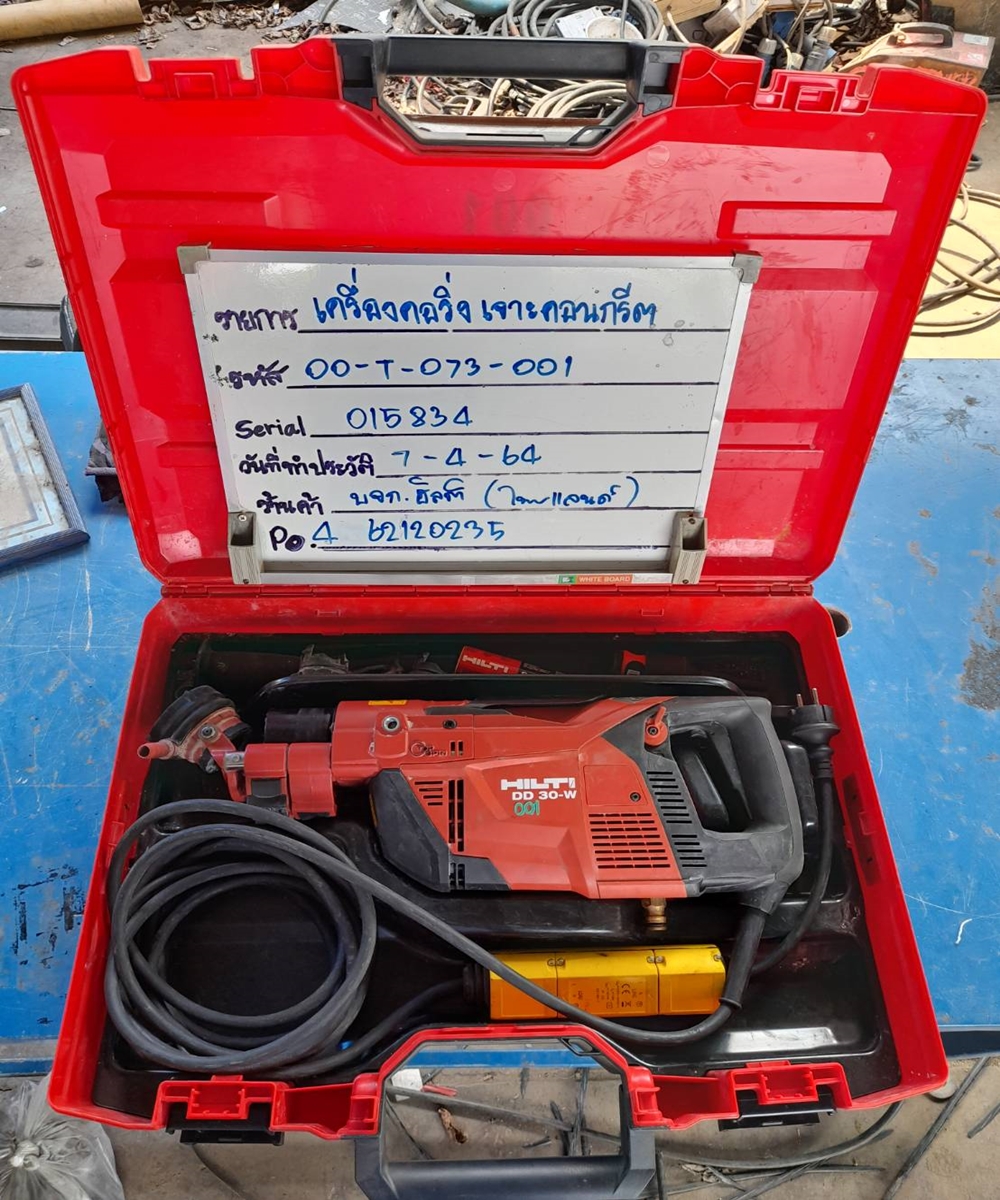 รายการ เครื่องคอริ่ง เจาะคอนกรีต
รหัส 00-T-073-001
Serial 015834
วันที่ทำประวัติ 7-4-64
ร้านค้า บจก. ฮิลติ (ไทยแลนด์)
PO. 4 62120235
WHITE BOARD
HILTI
HILTI
DD 30-W
001